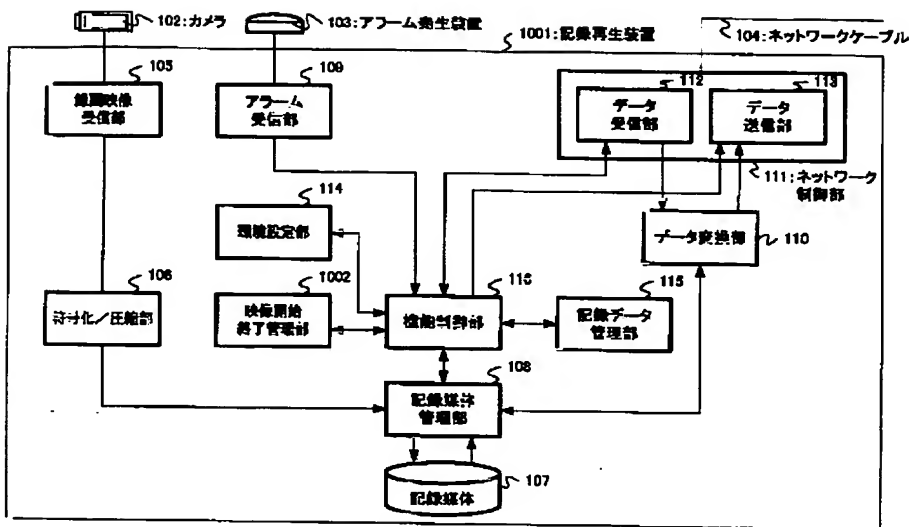 102:カメラ
103:アラーム発生装置
1001:記録再生装置
104:ネットワークケーブル
105
録画映像
受信部
109
アラーム
受信部
112
データ
受信部
113
データ
送信部
111:ネットワーク
制御部
114
環境設定部
データ変換部
110
106
符号化/圧縮部
1002
映像開始
終了管理部
116
機能制御部
115
記録データ
管理部
108
記録媒体
管理部
記録媒体
107